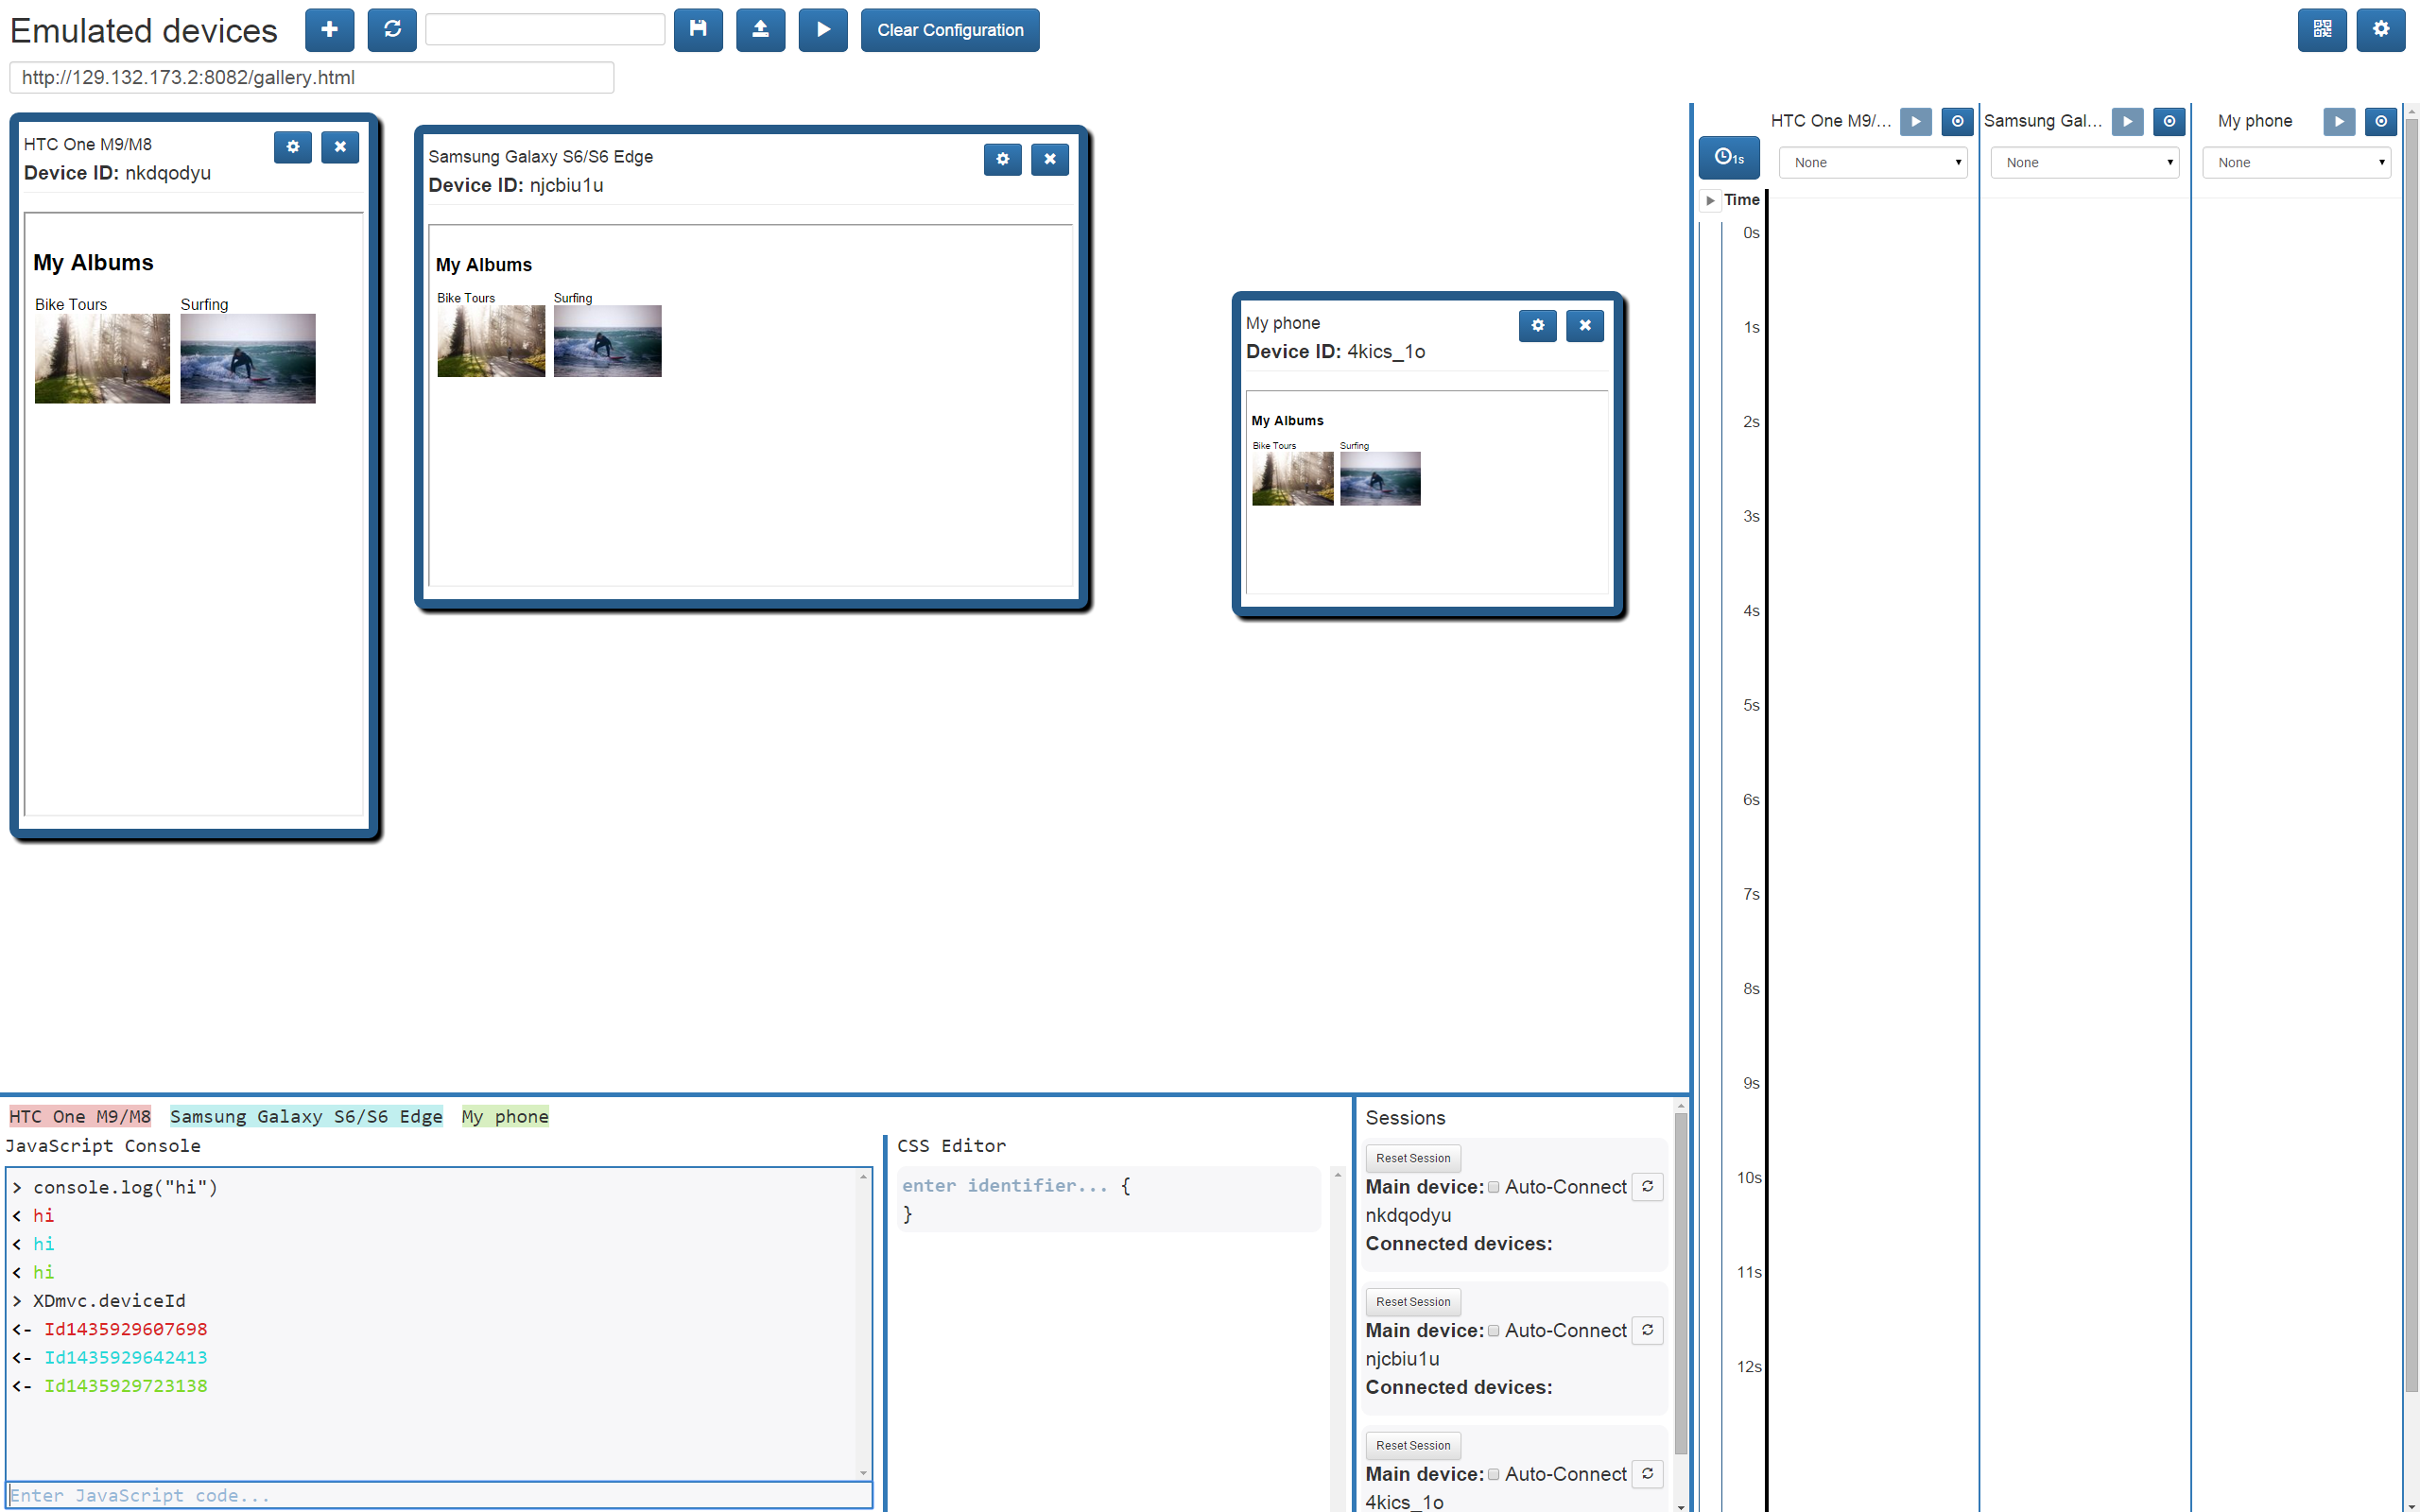 Emulated devices
Clear Configuration
http://129.132.173.2:8082/gallery.html
HTC One M9/M8
Device ID: nkdqodyu
My Albums
Bike Tours Surfing
Samsung Galaxy S6/S6 Edge
Device ID: njcbiu1u
My Albums
Bike Tours Surfing
My phone
Device ID: 4kics_1o
My Albums
Bike Tours Surfing
HTC One M9/... Samsung Gal... My phone
1s None None None
Time
0s
1s
2s
3s
4s
5s
6s
7s
8s
9s
10s
11s
12s
HTC One M9/M8 Samsung Galaxy S6/S6 Edge My phone
JavaScript Console
> console.log("hi")
< hi
< hi
< hi
> XDmvc.deviceId
<- Id1435929607698
<- Id1435929642413
<- Id1435929723138
Enter JavaScript code...
CSS Editor
enter identifier... {
}
Sessions
Reset Session
Main device: Auto-Connect
nkdqodyu
Connected devices:
Reset Session
Main device: Auto-Connect
njcbiu1u
Connected devices:
Reset Session
Main device: Auto-Connect
4kics_1o